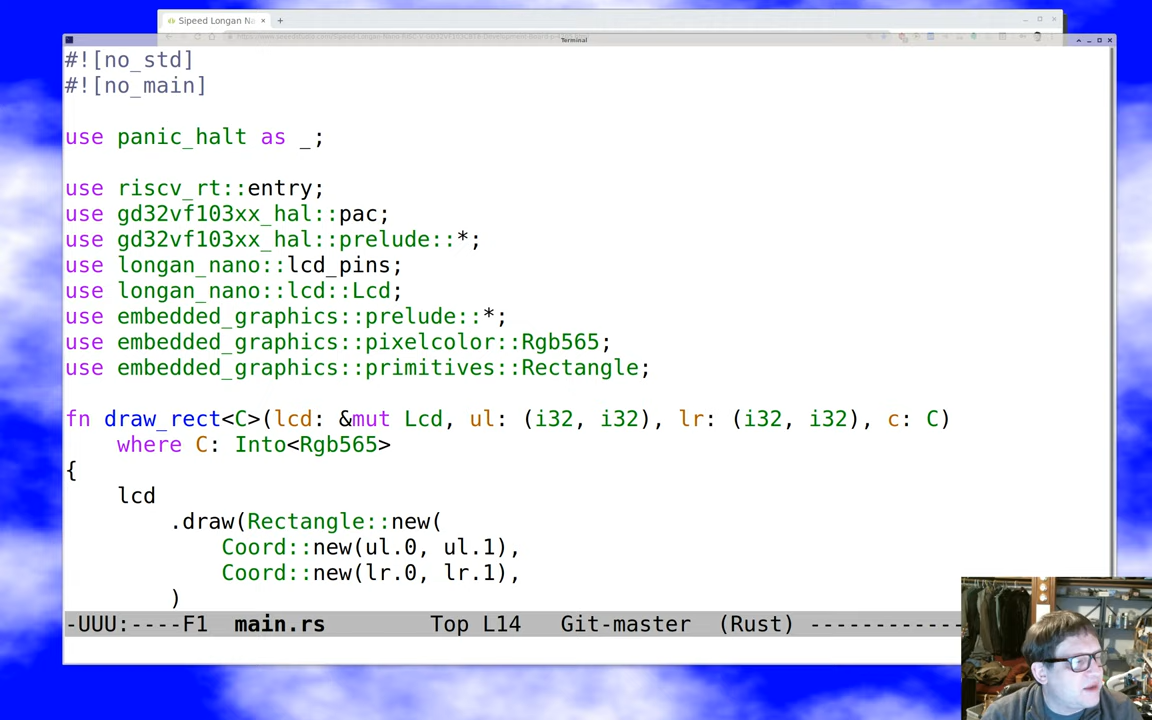 Sipeed Longan Na × +
Terminal
#![no_std]
#![no_main]
use panic_halt as _;
use riscv_rt::entry;
use gd32vf103xx_hal::pac;
use gd32vf103xx_hal::prelude::*;
use longan_nano::lcd_pins;
use longan_nano::lcd::Lcd;
use embedded_graphics::prelude::*;
use embedded_graphics::pixelcolor::Rgb565;
use embedded_graphics::primitives::Rectangle;
fn draw_rect<C>(lcd: &mut Lcd, ul: (i32, i32), lr: (i32, i32), c: C)
    where C: Into<Rgb565>
{
    lcd
        .draw(Rectangle::new(
            Coord::new(ul.0, ul.1),
            Coord::new(lr.0, lr.1),
        )
-UUU:----F1  main.rs        Top L14   Git-master  (Rust) ------------